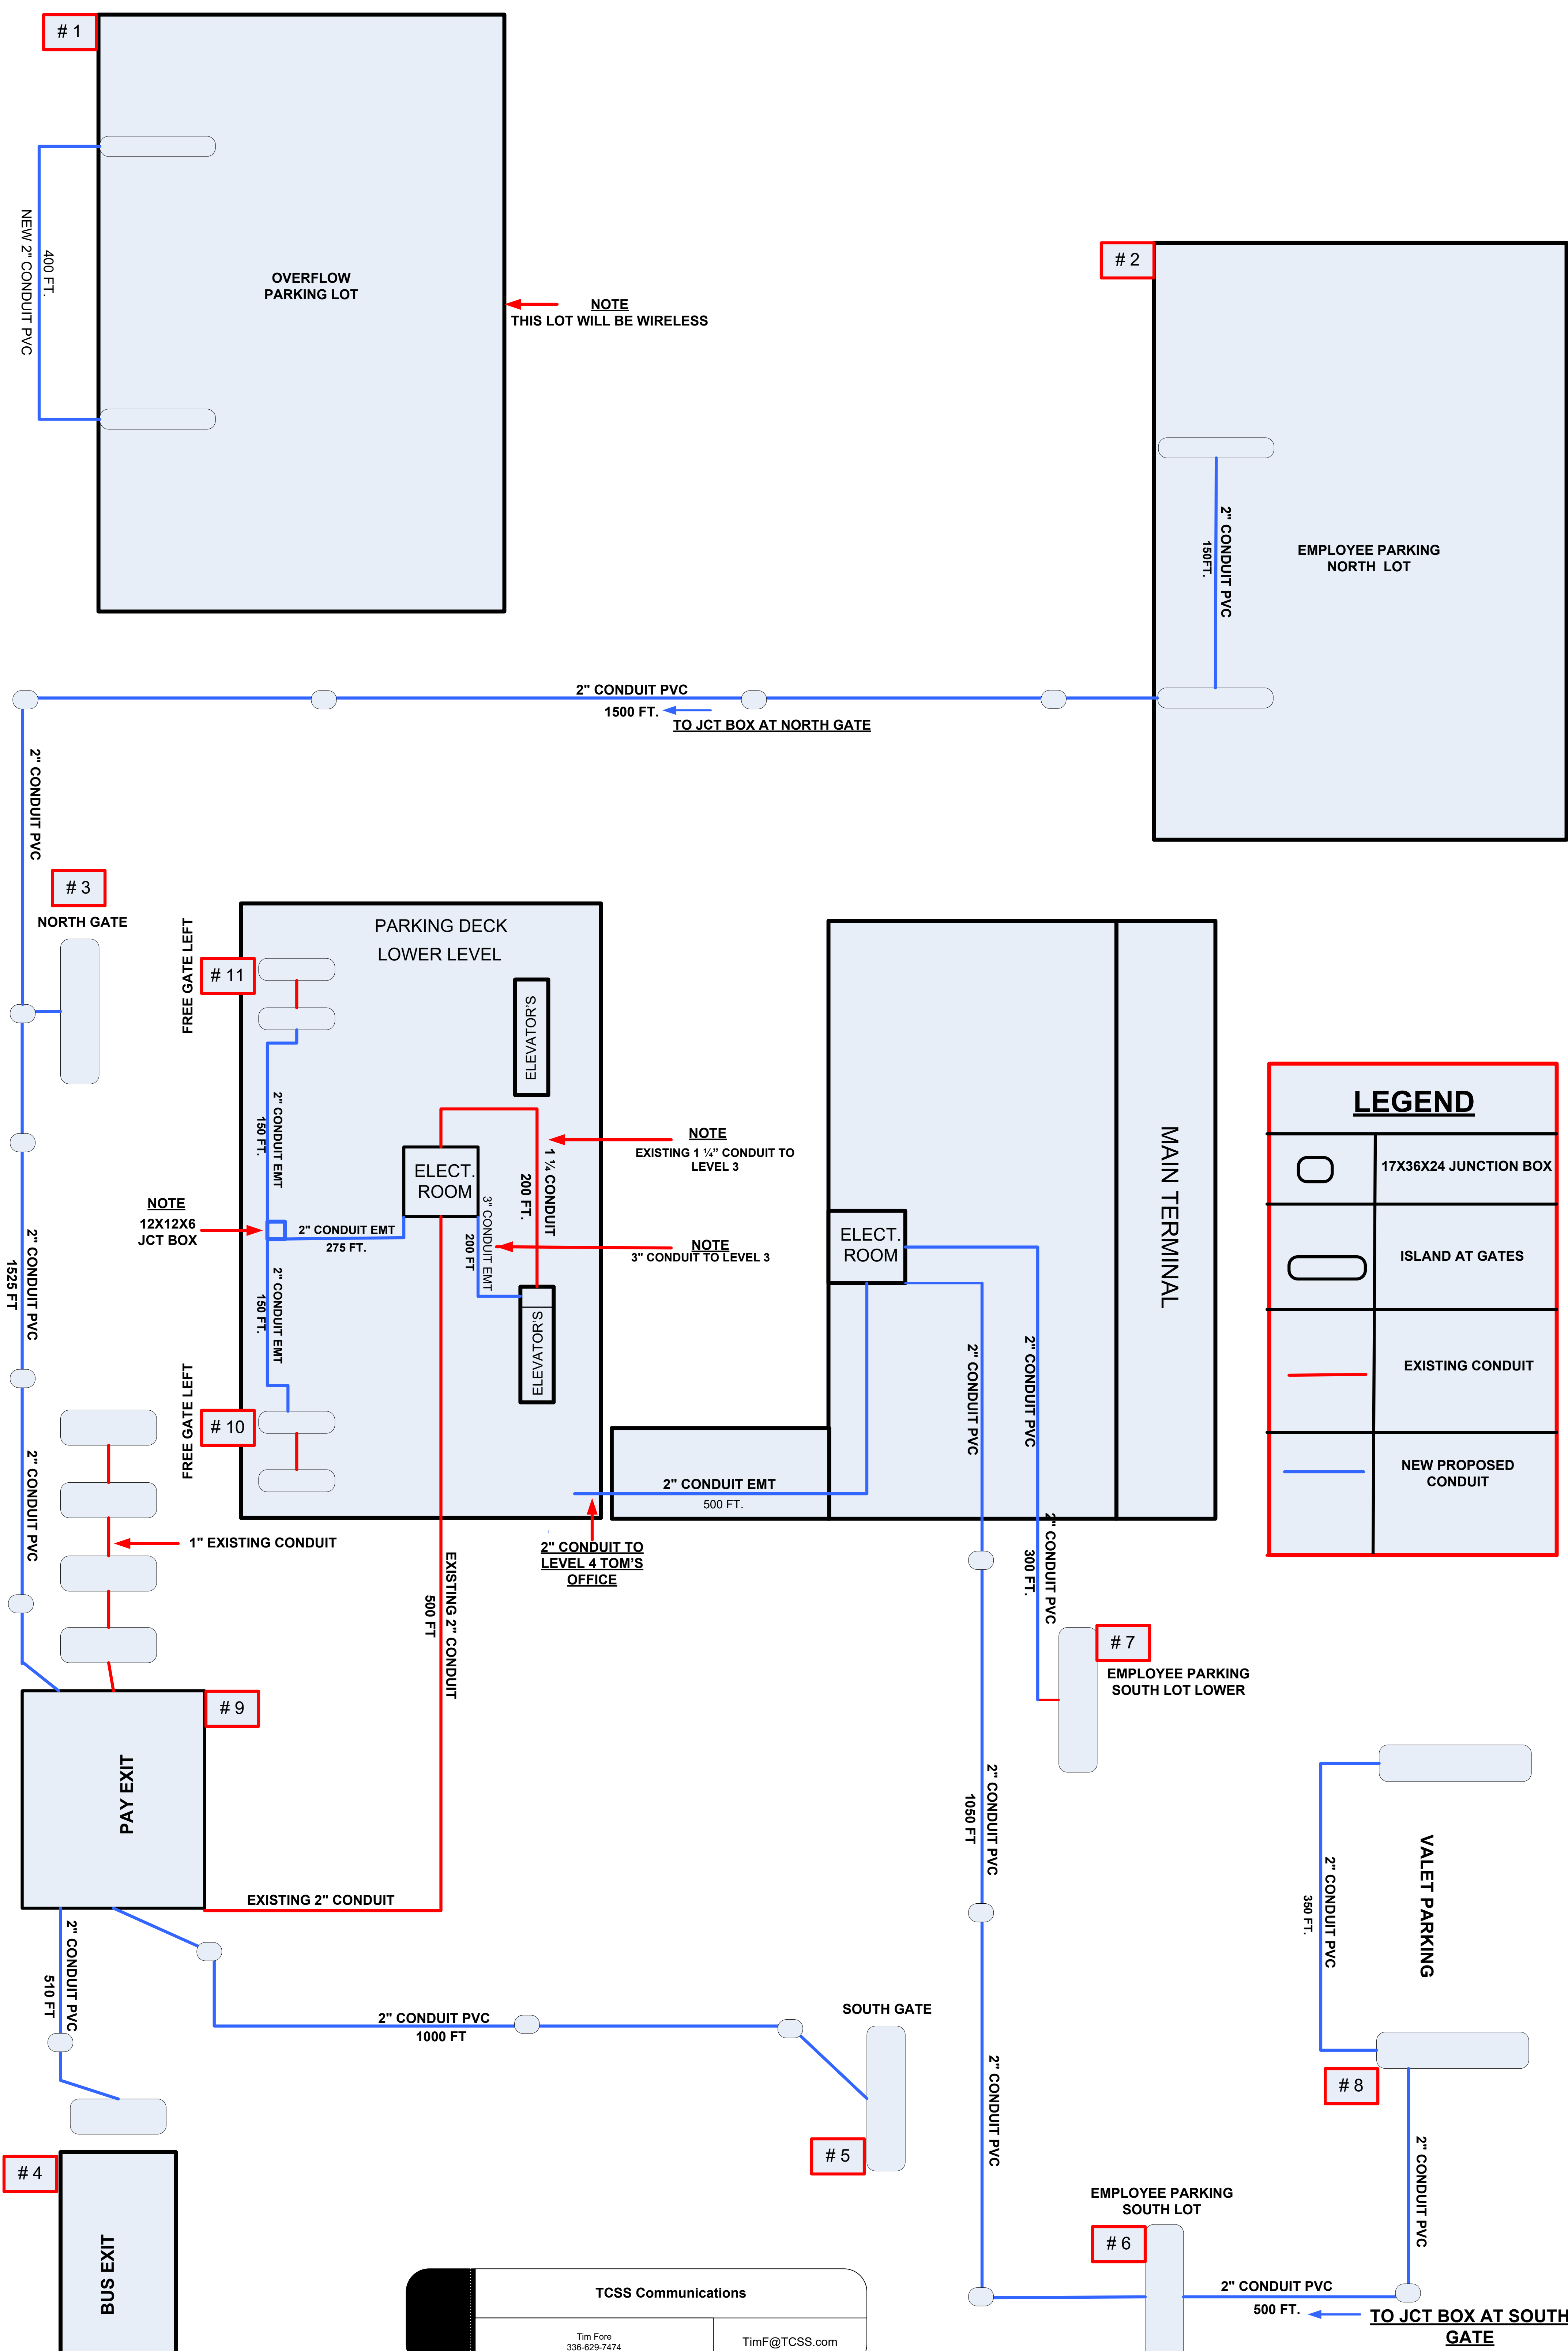 # 1
OVERFLOW
PARKING LOT
400 FT.
NEW 2" CONDUIT PVC
NOTE
THIS LOT WILL BE WIRELESS
# 2
2" CONDUIT PVC
150FT.
EMPLOYEE PARKING
NORTH LOT
2" CONDUIT PVC
1500 FT.
TO JCT BOX AT NORTH GATE
2" CONDUIT PVC
# 3
NORTH GATE
FREE GATE LEFT
# 11
PARKING DECK
LOWER LEVEL
ELEVATOR'S
2" CONDUIT EMT
150 FT.
ELECT.
ROOM
1 ¼ CONDUIT
200 FT.
NOTE
EXISTING 1 ¼” CONDUIT TO
LEVEL 3
NOTE
12X12X6
JCT BOX
2" CONDUIT EMT
275 FT.
3" CONDUIT EMT
200 FT
NOTE
3" CONDUIT TO LEVEL 3
2" CONDUIT EMT
150 FT.
ELEVATOR'S
FREE GATE LEFT
# 10
MAIN TERMINAL
ELECT.
ROOM
2" CONDUIT PVC
2" CONDUIT PVC
2" CONDUIT EMT
500 FT.
2" CONDUIT TO
LEVEL 4 TOM'S
OFFICE
LEGEND
17X36X24 JUNCTION BOX
ISLAND AT GATES
EXISTING CONDUIT
NEW PROPOSED
CONDUIT
2" CONDUIT PVC
1525 FT
2" CONDUIT PVC
1" EXISTING CONDUIT
EXISTING 2" CONDUIT
500 FT
2" CONDUIT PVC
300 FT.
# 7
EMPLOYEE PARKING
SOUTH LOT LOWER
# 9
PAY EXIT
EXISTING 2" CONDUIT
2" CONDUIT PVC
1050 FT
VALET PARKING
2" CONDUIT PVC
350 FT.
2" CONDUIT PVC
510 FT
2" CONDUIT PVC
1000 FT
SOUTH GATE
# 5
2" CONDUIT PVC
# 8
2" CONDUIT PVC
# 4
BUS EXIT
EMPLOYEE PARKING
SOUTH LOT
# 6
2" CONDUIT PVC
500 FT.
TO JCT BOX AT SOUTH
GATE
TCSS Communications
Tim Fore
336-629-7474
TimF@TCSS.com